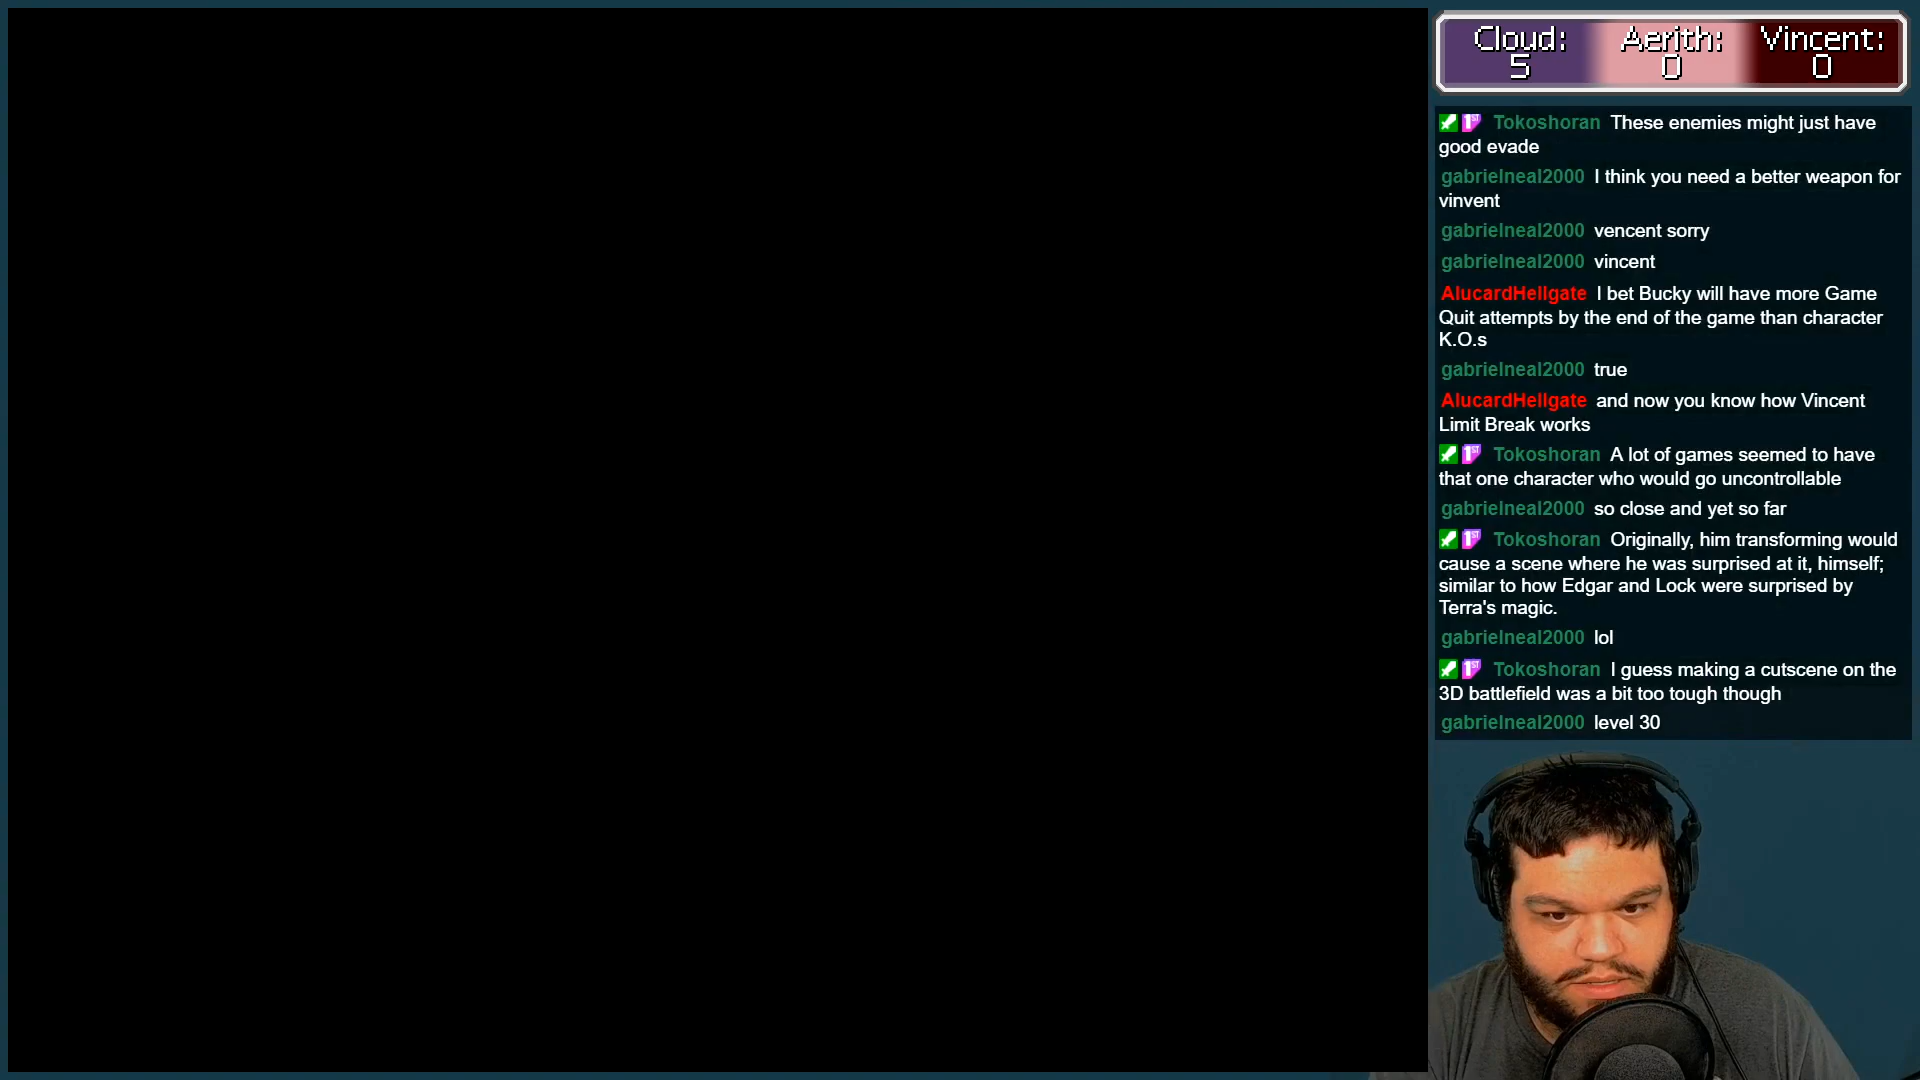 Cloud: Aerith: Vincent:
5 0 0
Tokoshoran These enemies might just have
good evade
gabrielneal2000 I think you need a better weapon for
vinvent
gabrielneal2000 vencent sorry
gabrielneal2000 vincent
AlucardHellgate I bet Bucky will have more Game
Quit attempts by the end of the game than character
K.O.s
gabrielneal2000 true
AlucardHellgate and now you know how Vincent
Limit Break works
Tokoshoran A lot of games seemed to have
that one character who would go uncontrollable
gabrielneal2000 so close and yet so far
Tokoshoran Originally, him transforming would
cause a scene where he was surprised at it, himself;
similar to how Edgar and Lock were surprised by
Terra's magic.
gabrielneal2000 lol
Tokoshoran I guess making a cutscene on the
3D battlefield was a bit too tough though
gabrielneal2000 level 30